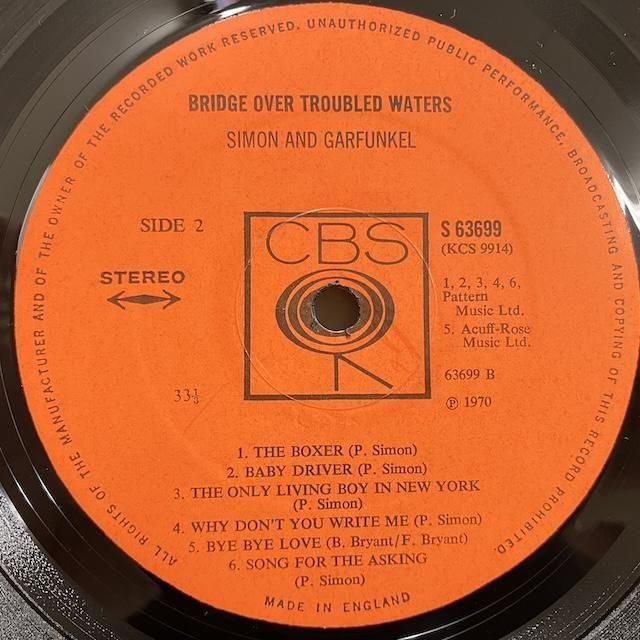 ALL RIGHTS OF THE MANUFACTURER AND OF THE OWNER OF THE RECORDED WORK RESERVED. UNAUTHORIZED PUBLIC PERFORMANCE, BROADCASTING AND COPYING OF THIS RECORD PROHIBITED.
BRIDGE OVER TROUBLED WATERS
SIMON AND GARFUNKEL
SIDE 2
STEREO
33⅓
CBS
S 63699
(KCS 9914)
1, 2, 3, 4, 6,
Pattern
Music Ltd.
5. Acuff-Rose
Music Ltd.
63699 B
℗ 1970
1. THE BOXER (P. Simon)
2. BABY DRIVER (P. Simon)
3. THE ONLY LIVING BOY IN NEW YORK
(P. Simon)
4. WHY DON'T YOU WRITE ME (P. Simon)
5. BYE BYE LOVE (B. Bryant/F. Bryant)
6. SONG FOR THE ASKING
(P. Simon)
MADE IN ENGLAND